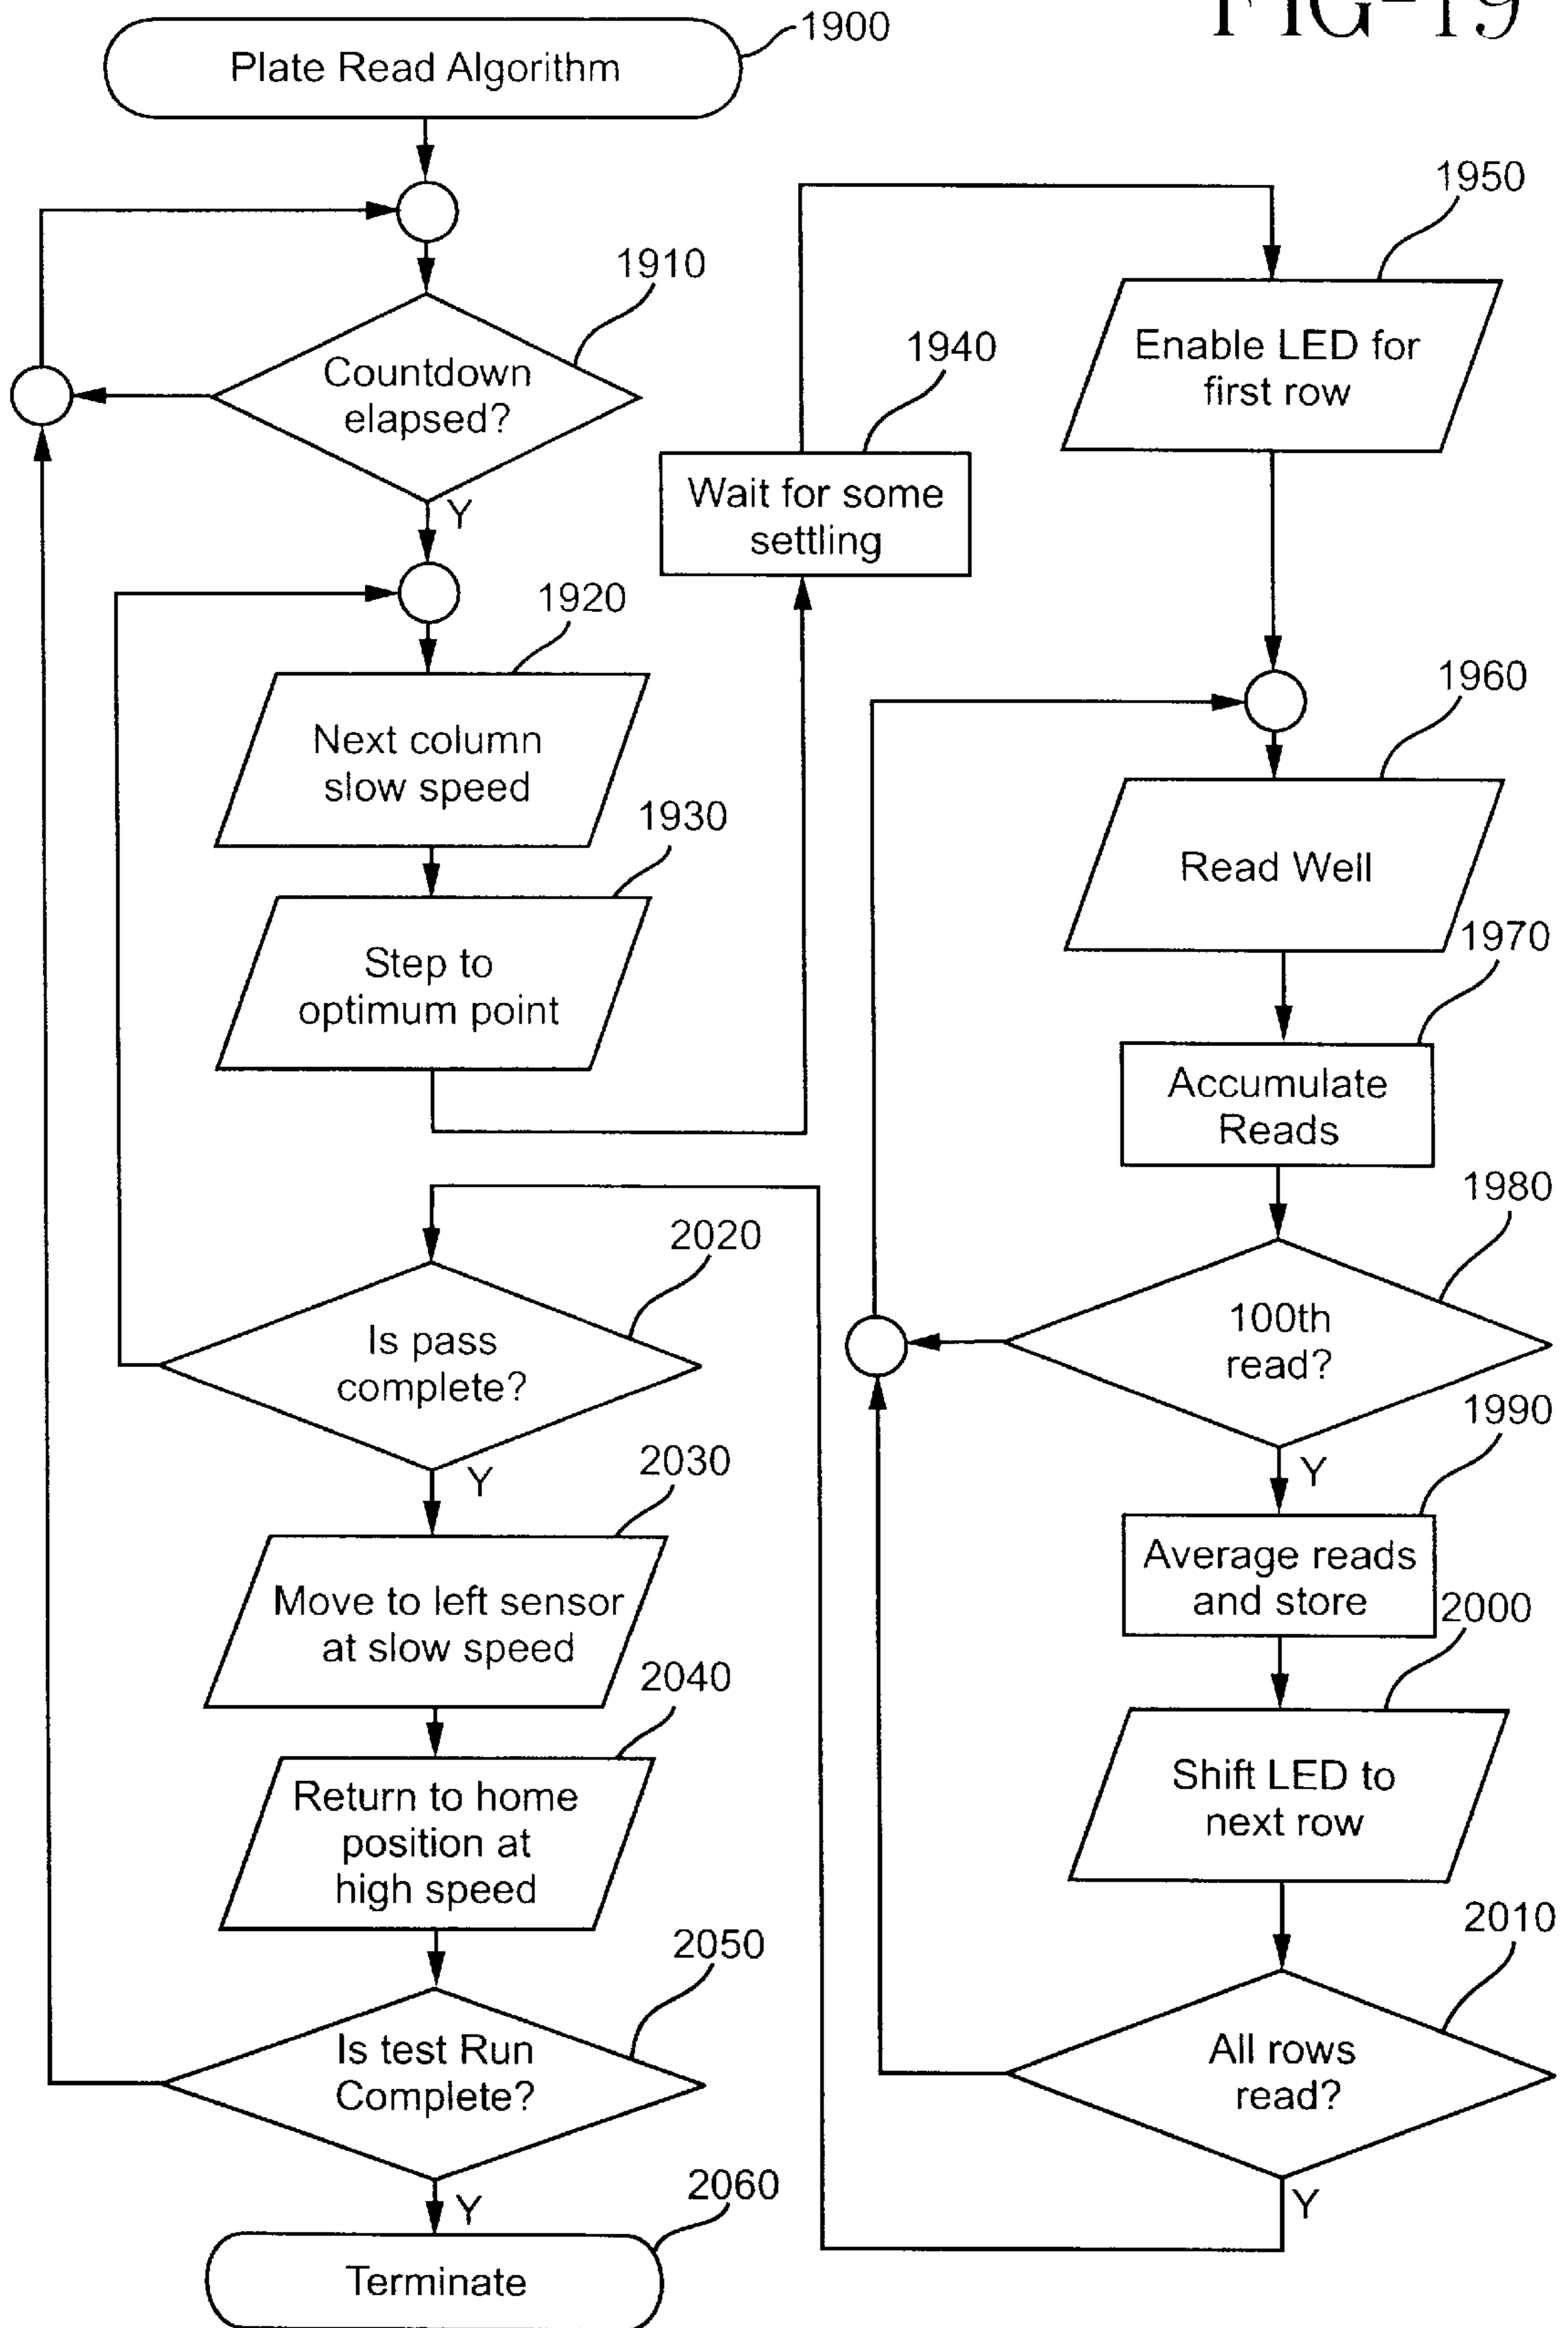 FIG-19
Plate Read Algorithm
1900
1910
Countdown
elapsed?
Y
1920
Next column
slow speed
1930
Step to
optimum point
1940
Wait for some
settling
1950
Enable LED for
first row
1960
Read Well
1970
Accumulate
Reads
1980
100th
read?
Y
1990
Average reads
and store
2000
Shift LED to
next row
2010
All rows
read?
Y
2020
Is pass
complete?
Y
2030
Move to left sensor
at slow speed
2040
Return to home
position at
high speed
2050
Is test Run
Complete?
Y
2060
Terminate